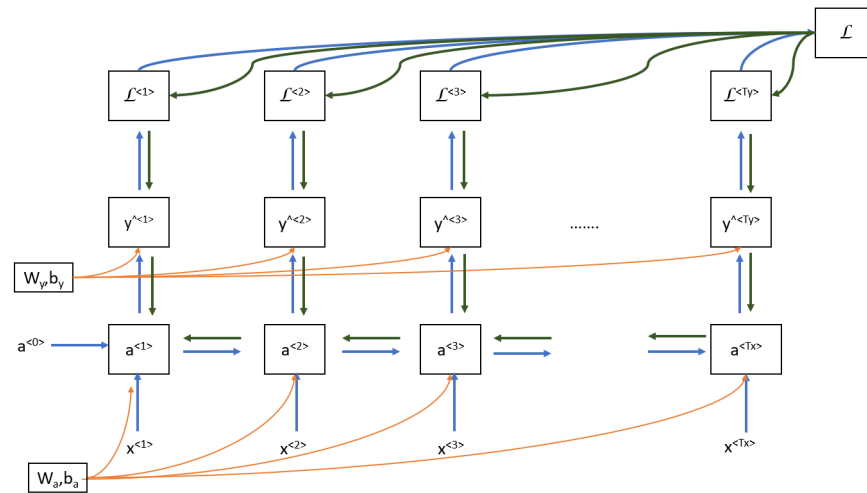 ℒ
ℒ<1> ℒ<2> ℒ<3> ℒ<Ty>
y^<1> y^<2> y^<3> ....... y^<Ty>
Wy,by
a<0> a<1> a<2> a<3> a<Tx>
x<1> x<2> x<3> x<Tx>
Wa,ba